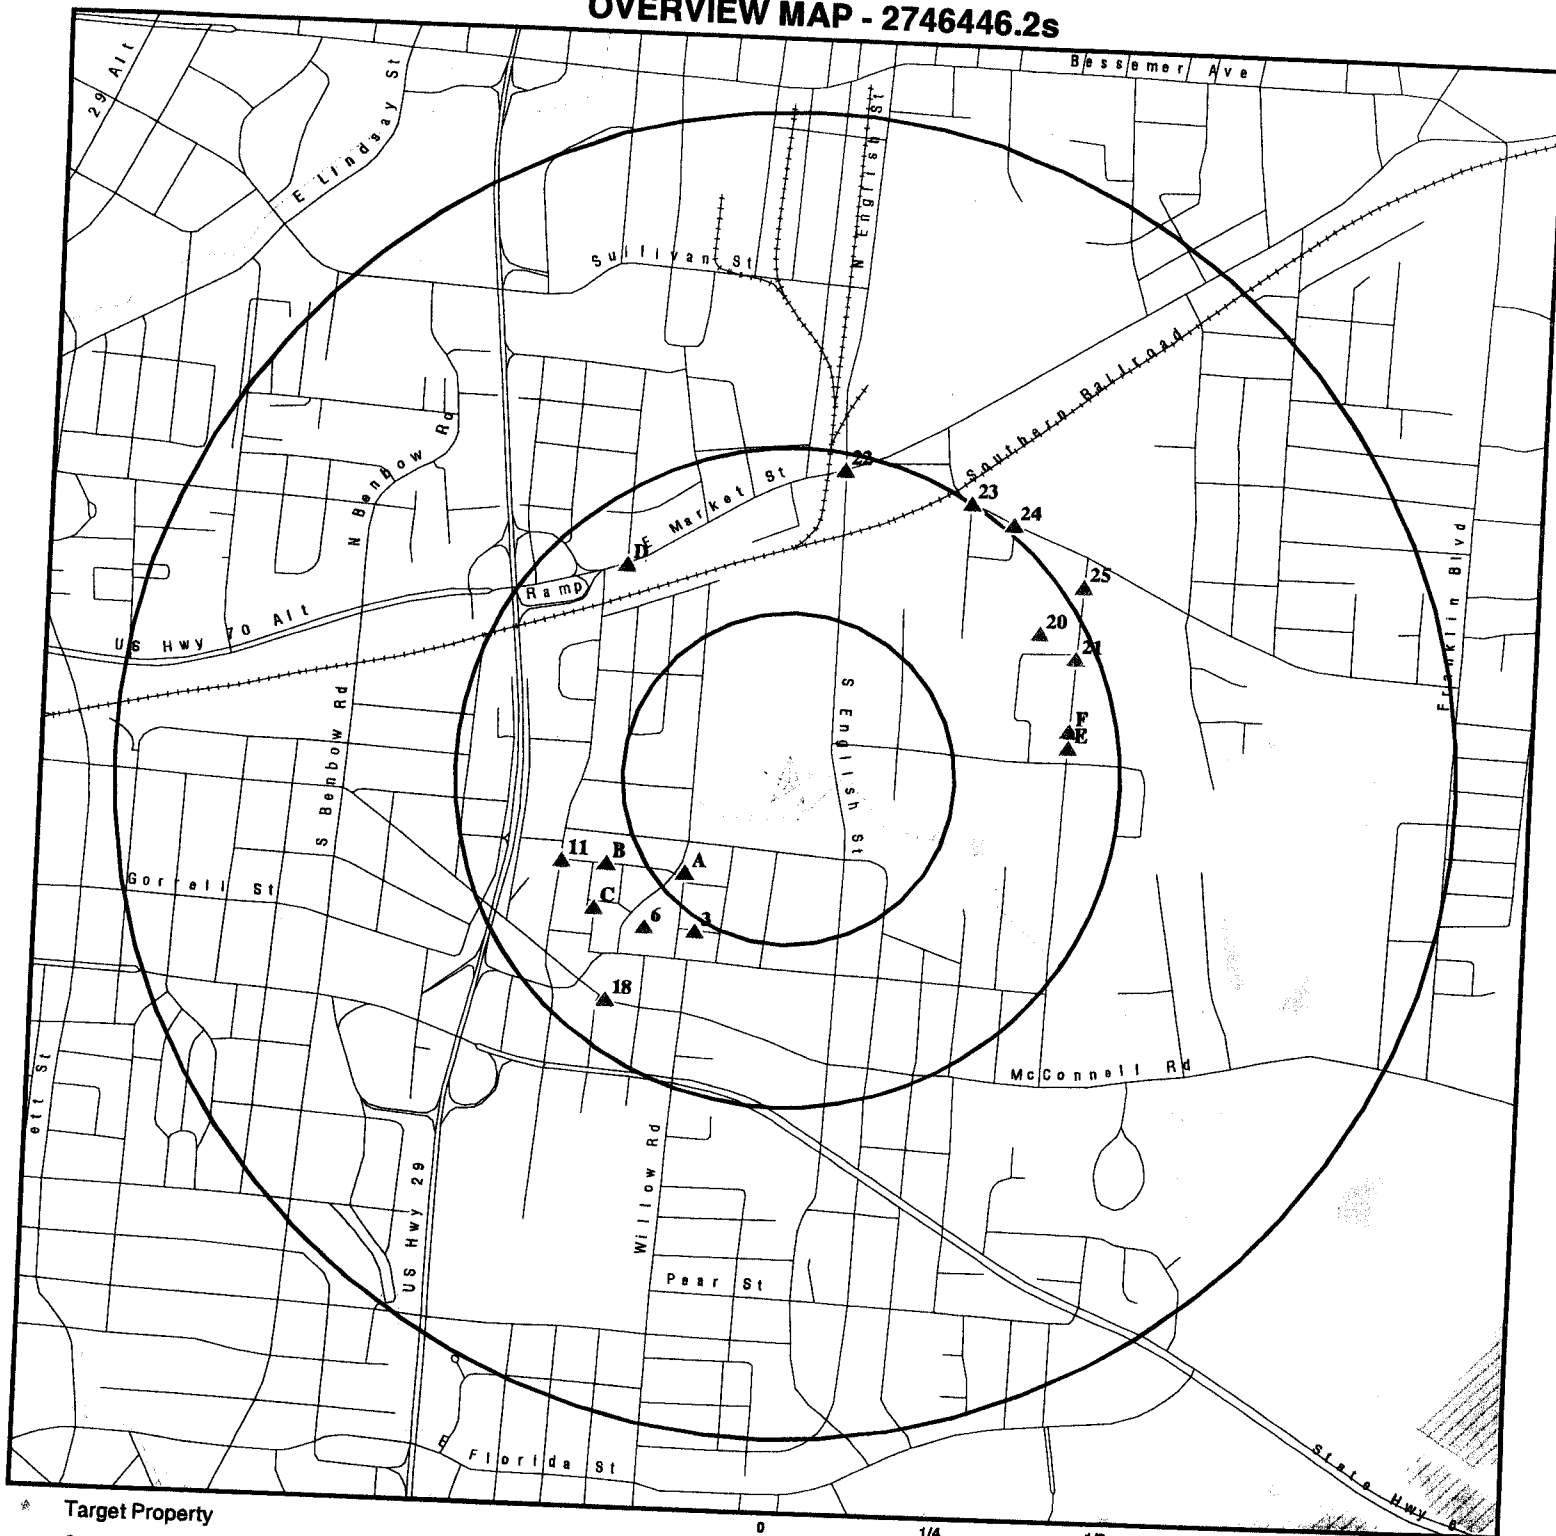 OVERVIEW MAP - 2746446.2s
Bessemer Ave
29 Alt
E Lindsay St
N English St
Sullivan St
Southern Railroad
N Benbow Rd
22
E Market St
23
24
D
Franklin Blvd
25
Ramp
20
US Hwy 70 Alt
21
S English St
S Benbow Rd
F
E
11
B
A
Gorrell St
C
6
3
18
McConnell Rd
ett St
Willow Rd
US Hwy 29
Pear St
E Florida St
State Hwy 6
Target Property
0
1/4